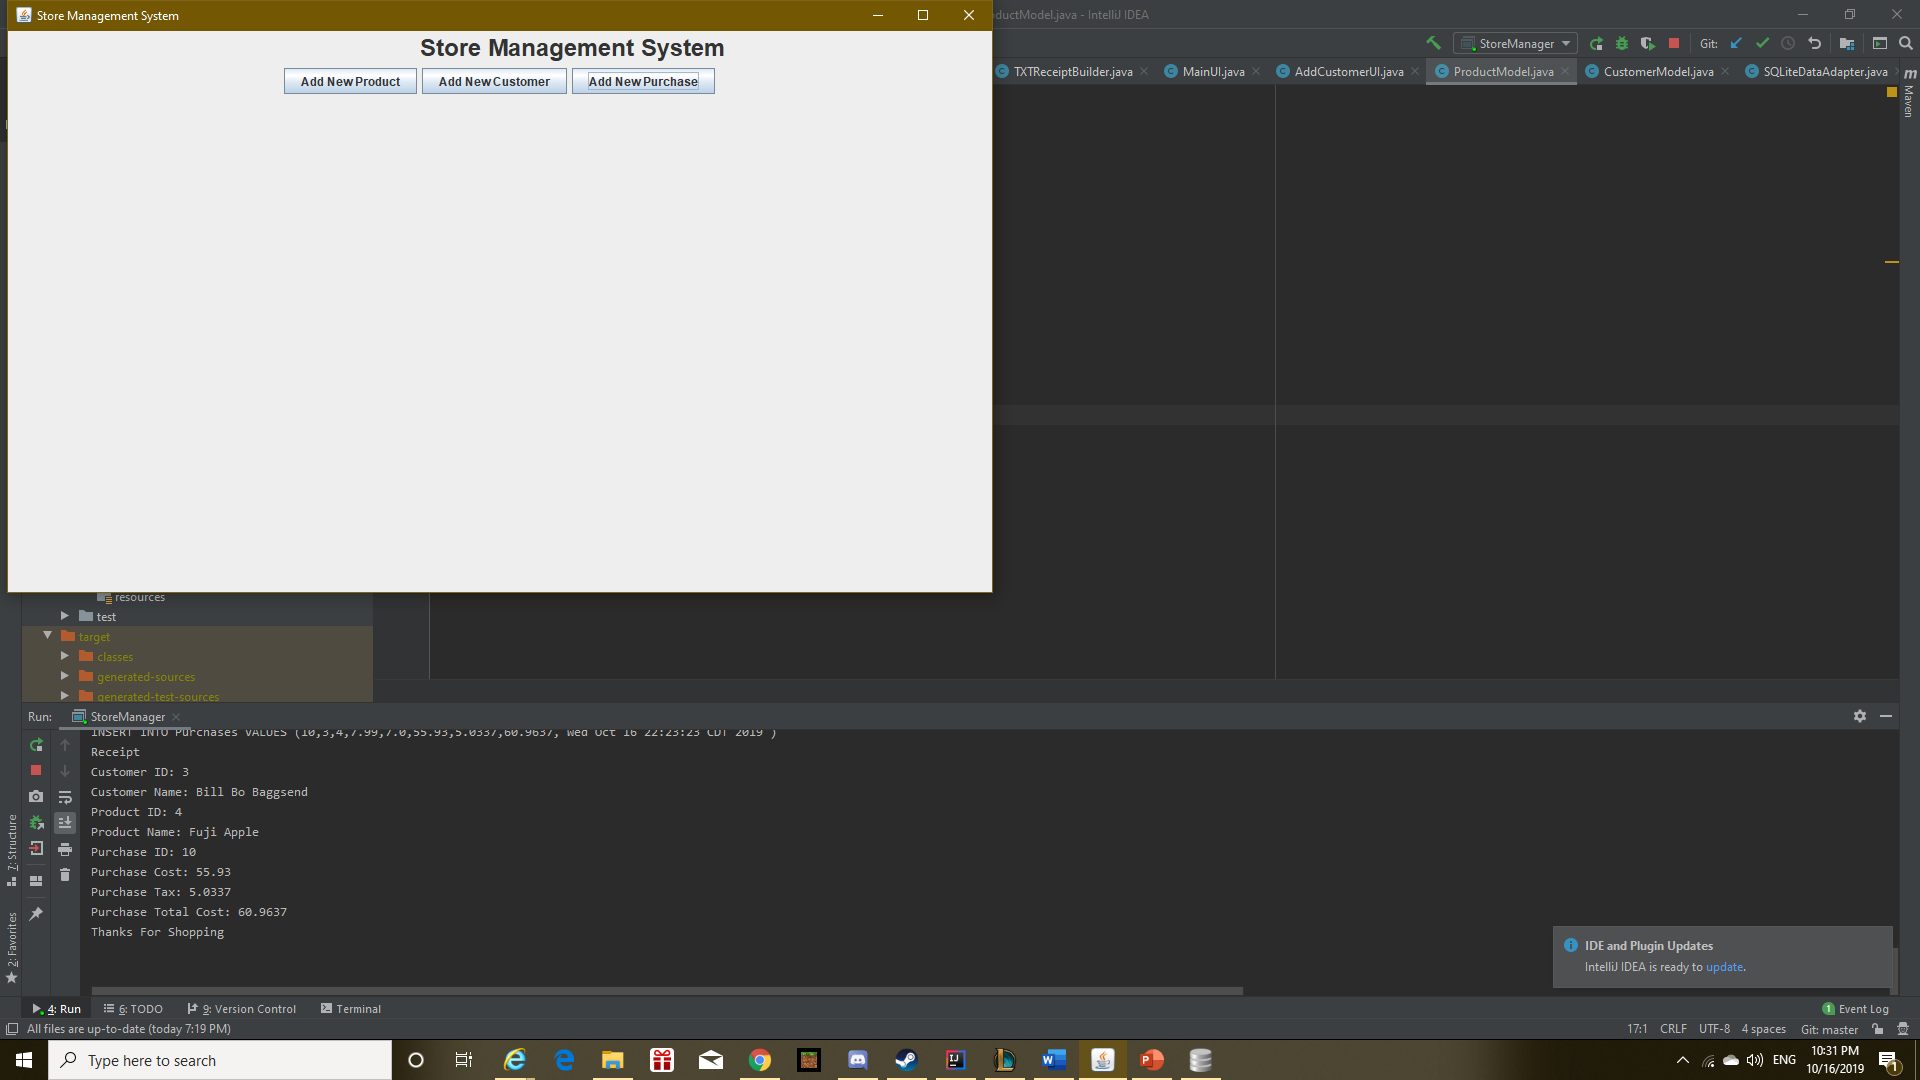 Store Management System
ductModel.java - IntelliJ IDEA
Store Management System
Add New Product
Add New Customer
Add New Purchase
StoreManager
Git:
TXTReceiptBuilder.java
MainUI.java
AddCustomerUI.java
ProductModel.java
CustomerModel.java
SQLiteDataAdapter.java
Maven
resources
test
target
classes
generated-sources
generated-test-sources
Run:
StoreManager
INSERT INTO Purchases VALUES (10,3,4,7.99,7.0,55.93,5.0337,60.9637,'Wed Oct 16 22:23:23 CDT 2019')
Receipt
Customer ID: 3
Customer Name: Bill Bo Baggsend
Product ID: 4
Product Name: Fuji Apple
Purchase ID: 10
Purchase Cost: 55.93
Purchase Tax: 5.0337
Purchase Total Cost: 60.9637
Thanks For Shopping
7: Structure
2: Favorites
IDE and Plugin Updates
IntelliJ IDEA is ready to update.
4: Run
6: TODO
9: Version Control
Terminal
1 Event Log
All files are up-to-date (today 7:19 PM)
17:1
CRLF
UTF-8
4 spaces
Git: master
Type here to search
ENG
10:31 PM
10/16/2019
1